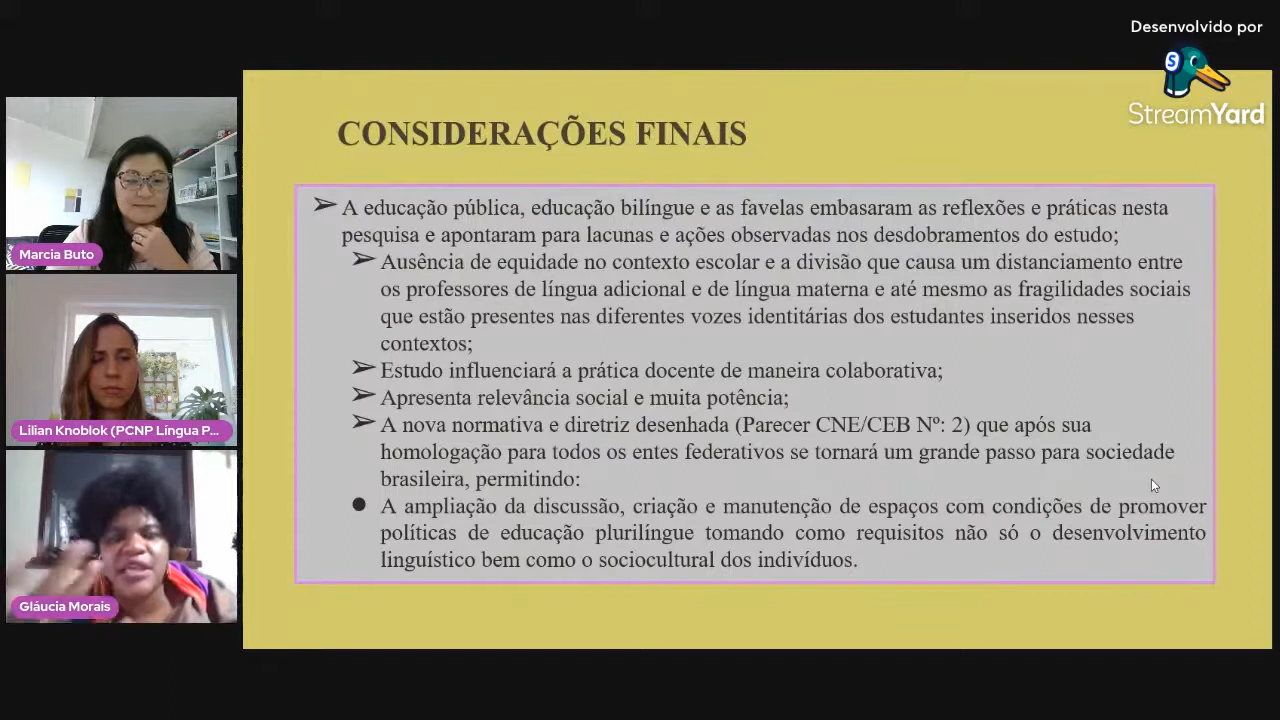 Desenvolvido por
StreamYard
CONSIDERAÇÕES FINAIS
➢ A educação pública, educação bilíngue e as favelas embasaram as reflexões e práticas nesta
pesquisa e apontaram para lacunas e ações observadas nos desdobramentos do estudo;
➢ Ausência de equidade no contexto escolar e a divisão que causa um distanciamento entre
os professores de língua adicional e de língua materna e até mesmo as fragilidades sociais
que estão presentes nas diferentes vozes identitárias dos estudantes inseridos nesses
contextos;
➢ Estudo influenciará a prática docente de maneira colaborativa;
➢ Apresenta relevância social e muita potência;
➢ A nova normativa e diretriz desenhada (Parecer CNE/CEB Nº: 2) que após sua
homologação para todos os entes federativos se tornará um grande passo para sociedade
brasileira, permitindo:
● A ampliação da discussão, criação e manutenção de espaços com condições de promover
políticas de educação plurilíngue tomando como requisitos não só o desenvolvimento
linguístico bem como o sociocultural dos indivíduos.
Marcia Buto
Lilian Knoblok (PCNP Língua P...
Gláucia Morais